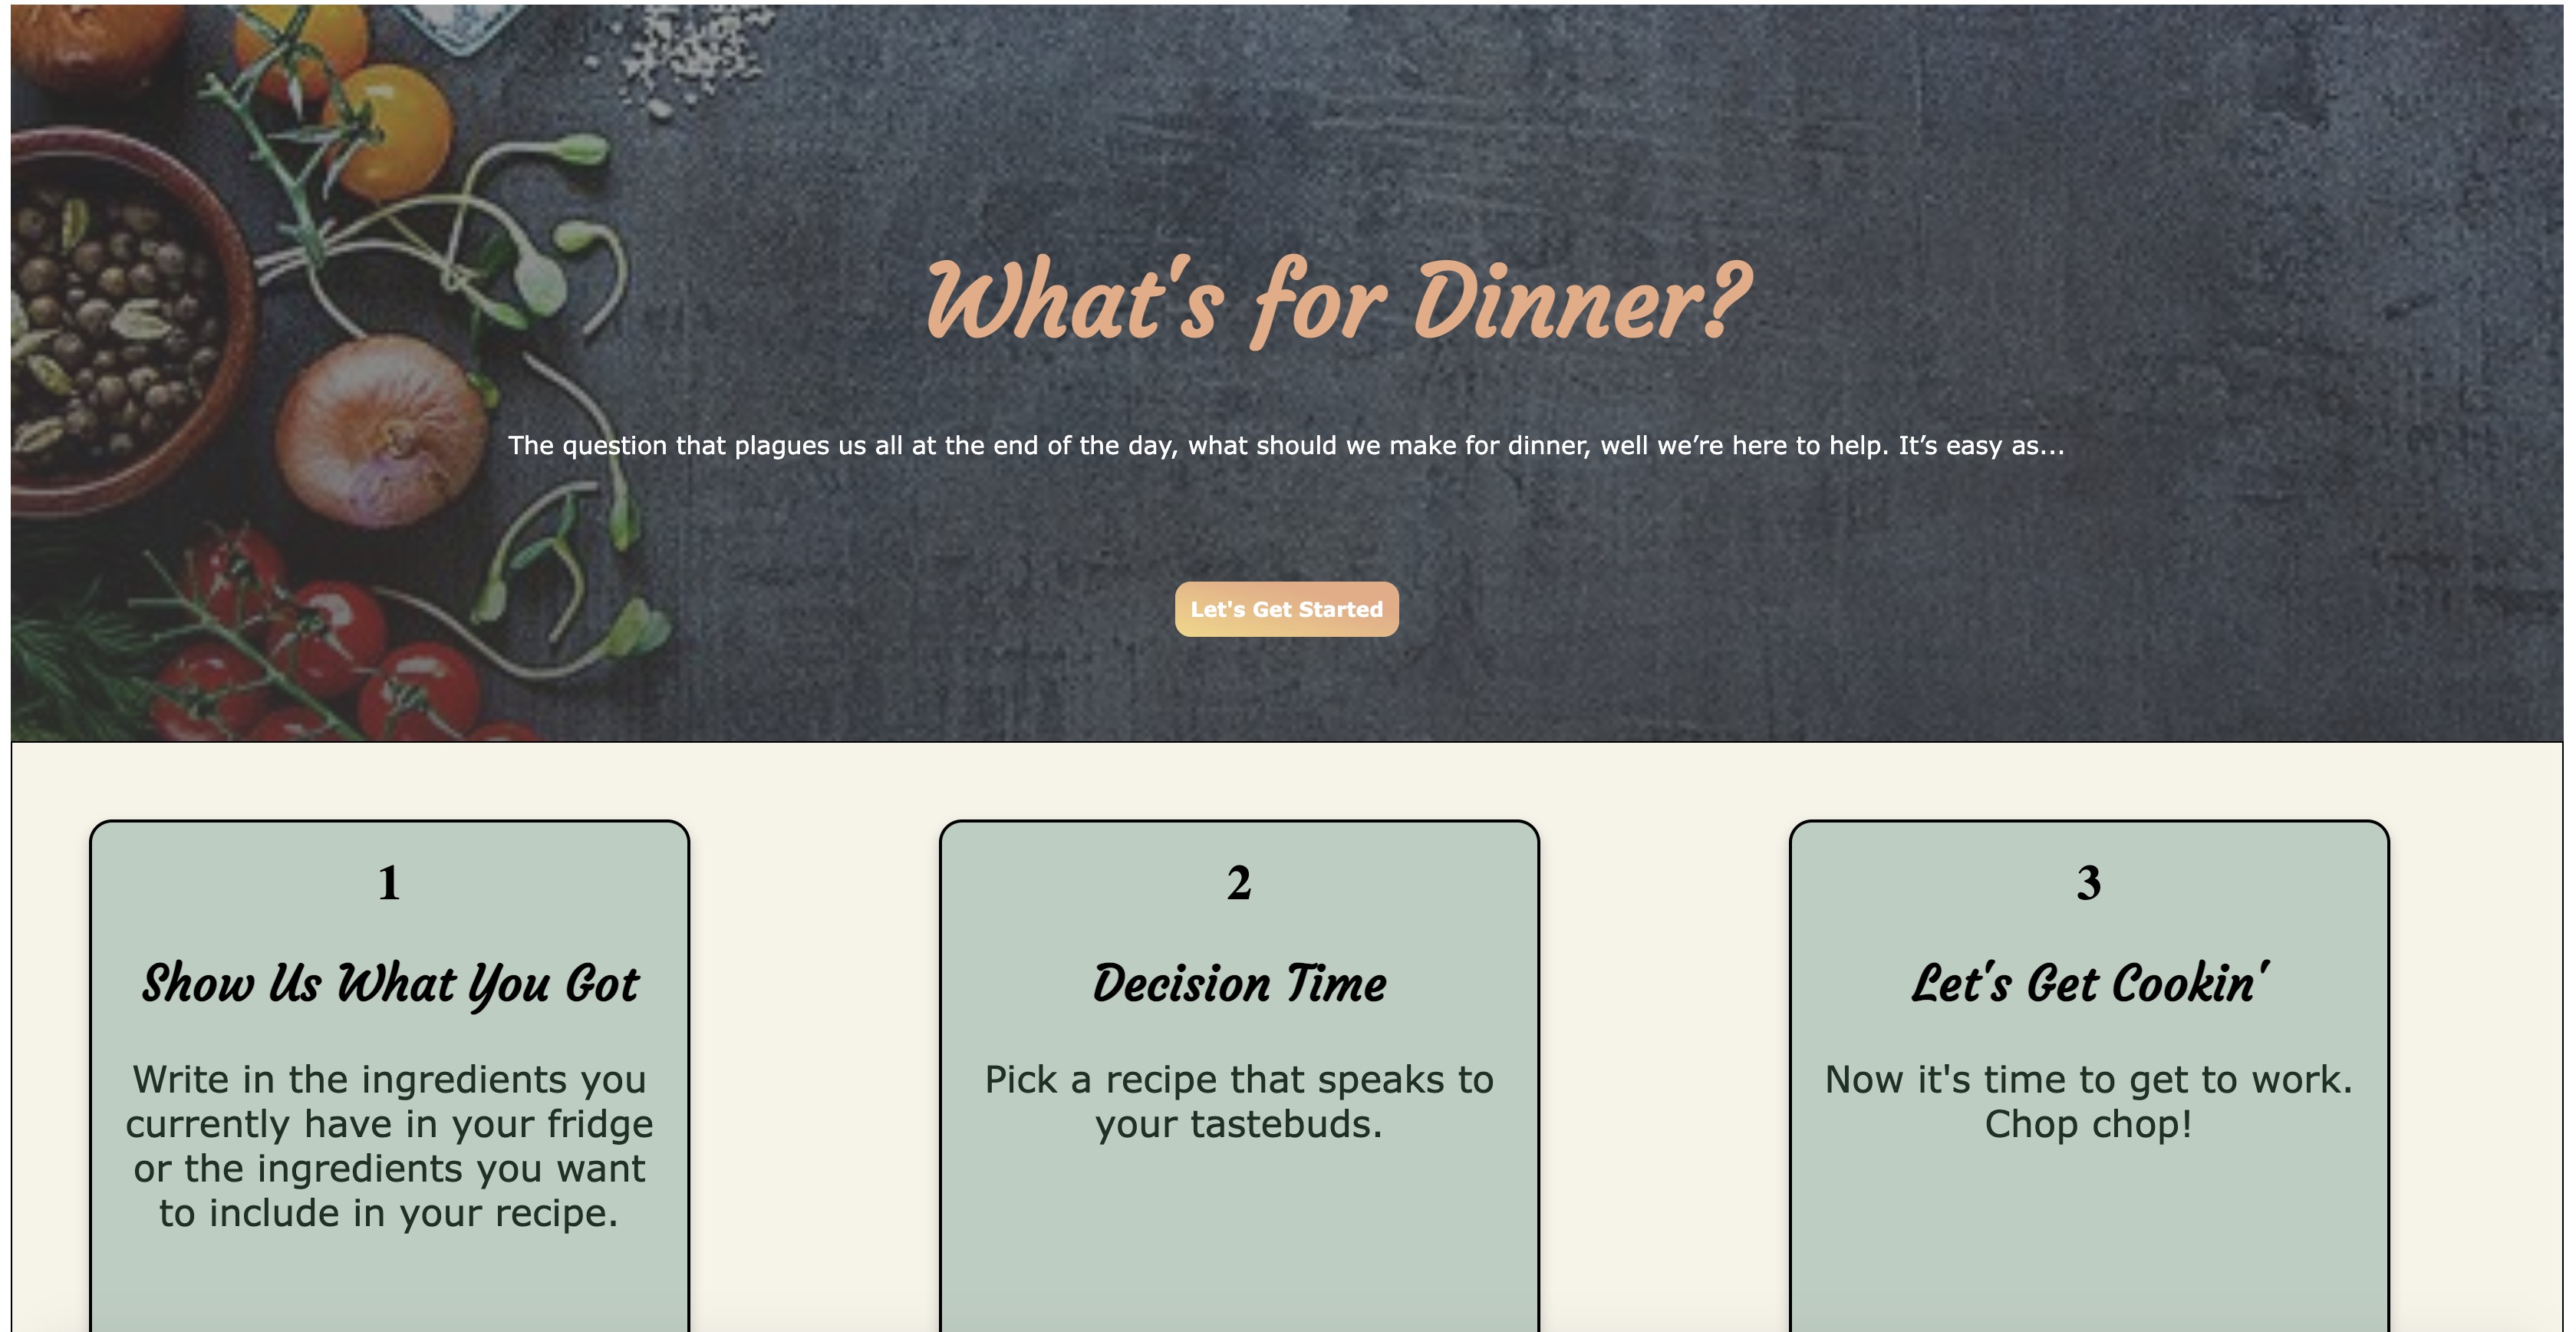 What's for Dinner?
The question that plagues us all at the end of the day, what should we make for dinner, well we’re here to help. It’s easy as...
Let's Get Started
1
Show Us What You Got
Write in the ingredients you
currently have in your fridge
or the ingredients you want
to include in your recipe.
2
Decision Time
Pick a recipe that speaks to
your tastebuds.
3
Let's Get Cookin'
Now it's time to get to work.
Chop chop!